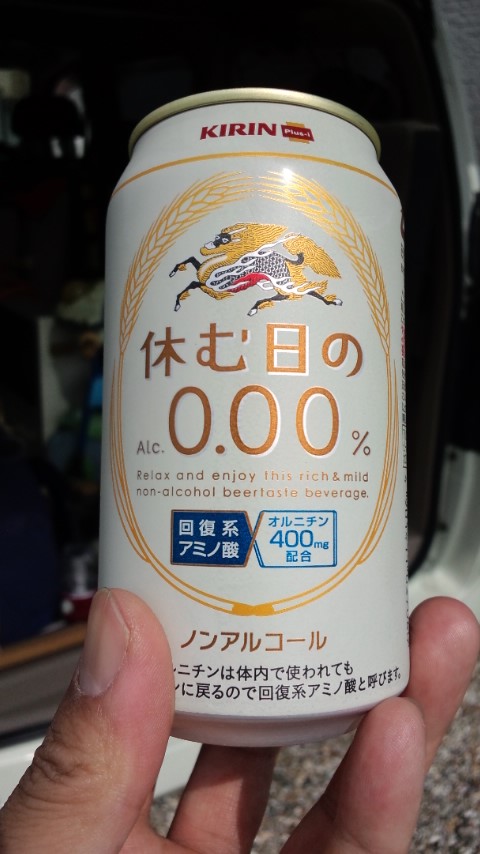 KIRIN Plus-i
休む日の
Alc. 0.00%
Relax and enjoy this rich & mild
non-alcohol beertaste beverage.
回復系
アミノ酸
オルニチン
400mg
配合
ノンアルコール
ルニチンは体内で使われても
ンに戻るので回復系アミノ酸と呼びます。